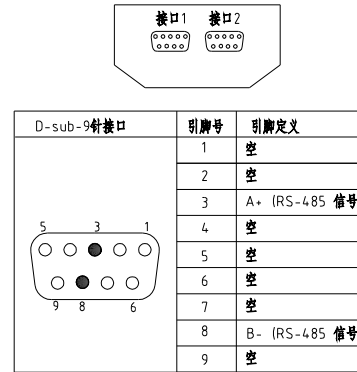 接口1 接口2
D-sub-9针接口 引脚号 引脚定义
1 空
2 空
3 A+ (RS-485 信号
4 空
5 空
6 空
7 空
8 B- (RS-485 信号
9 空
5 3 1
9 8 6